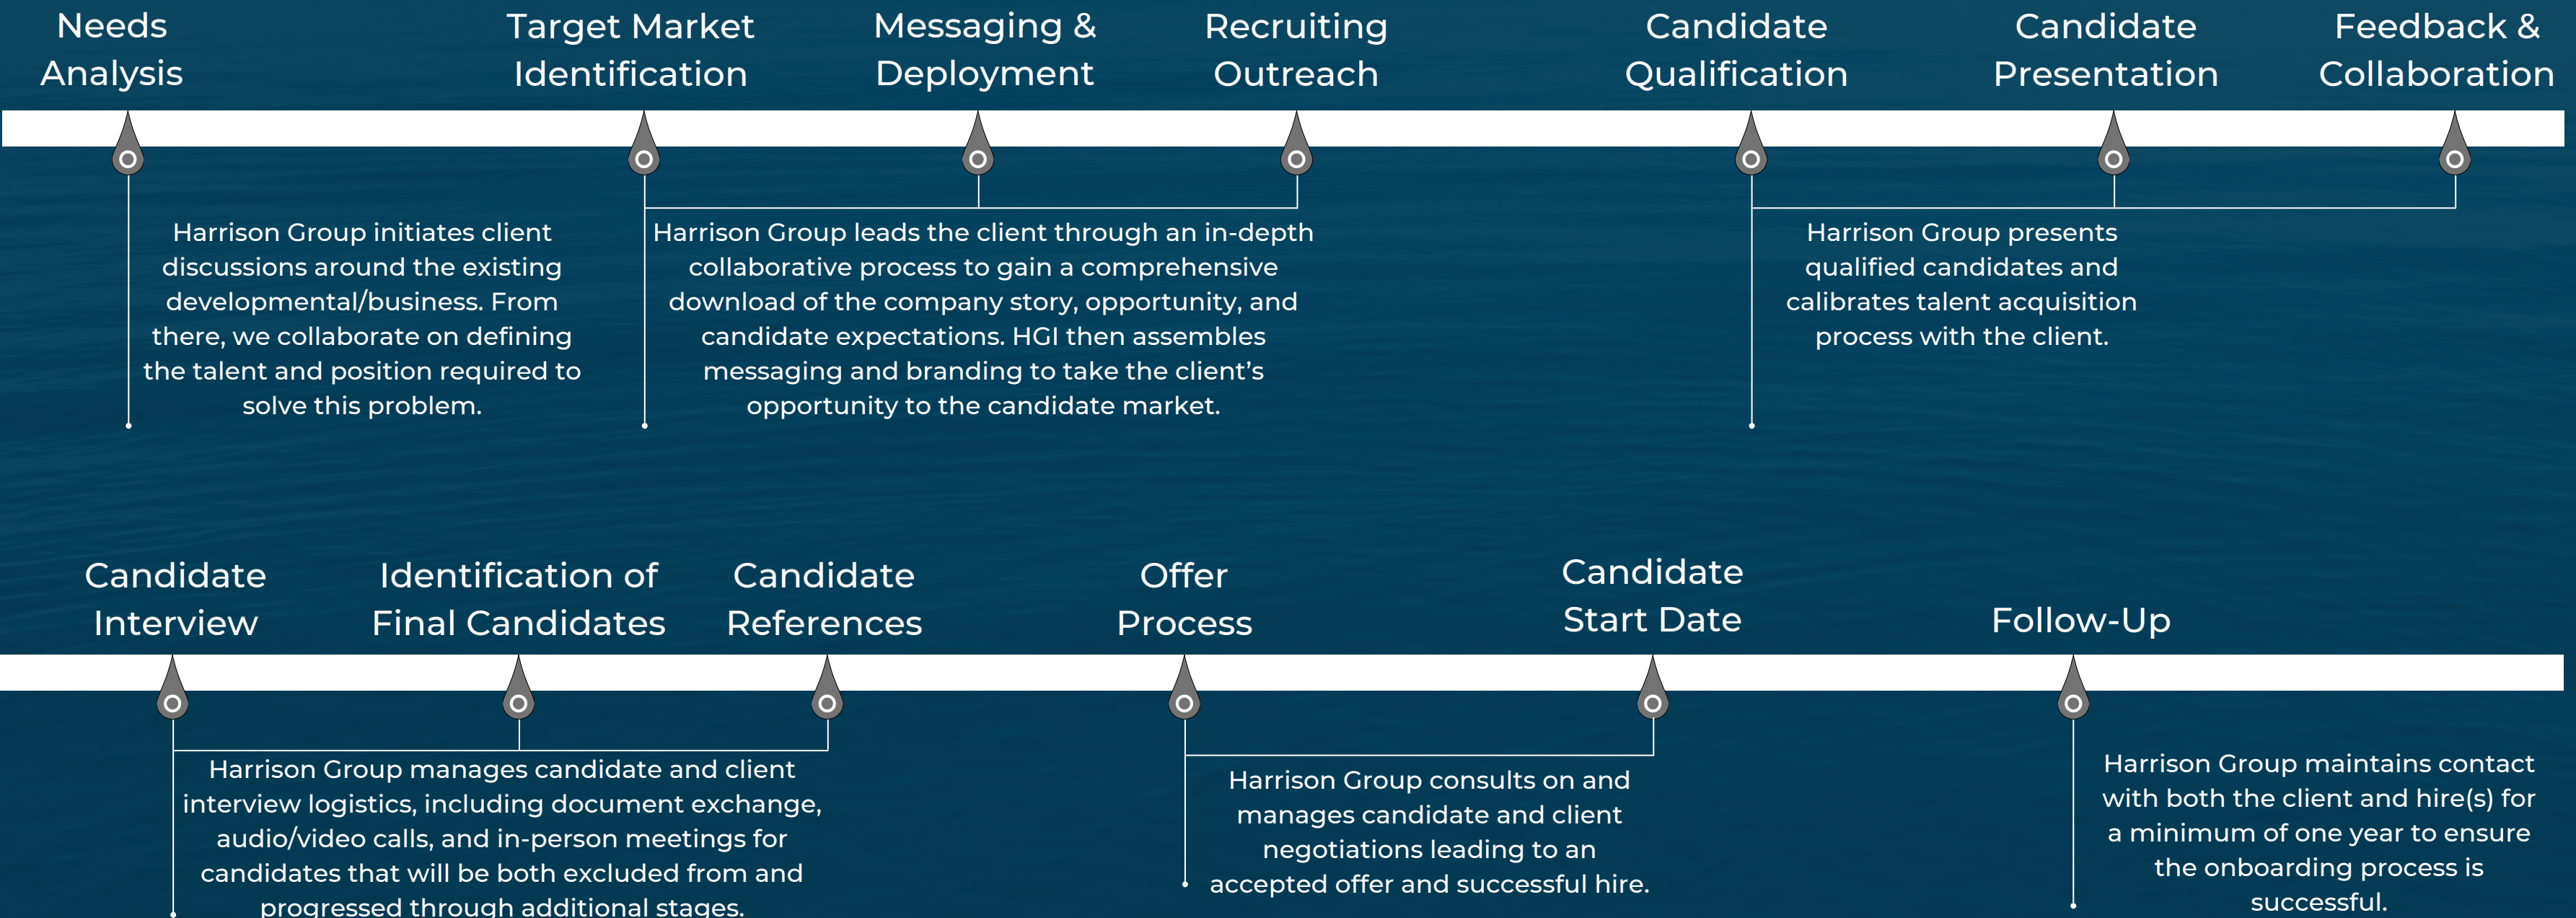 Needs
Analysis
Target Market
Identification
Messaging &
Deployment
Recruiting
Outreach
Candidate
Qualification
Candidate
Presentation
Feedback &
Collaboration
Harrison Group initiates client
discussions around the existing
developmental/business. From
there, we collaborate on defining
the talent and position required to
solve this problem.
Harrison Group leads the client through an in-depth
collaborative process to gain a comprehensive
download of the company story, opportunity, and
candidate expectations. HGI then assembles
messaging and branding to take the client’s
opportunity to the candidate market.
Harrison Group presents
qualified candidates and
calibrates talent acquisition
process with the client.
Candidate
Interview
Identification of
Final Candidates
Candidate
References
Offer
Process
Candidate
Start Date
Follow-Up
Harrison Group manages candidate and client
interview logistics, including document exchange,
audio/video calls, and in-person meetings for
candidates that will be both excluded from and
progressed through additional stages.
Harrison Group consults on and
manages candidate and client
negotiations leading to an
accepted offer and successful hire.
Harrison Group maintains contact
with both the client and hire(s) for
a minimum of one year to ensure
the onboarding process is
successful.